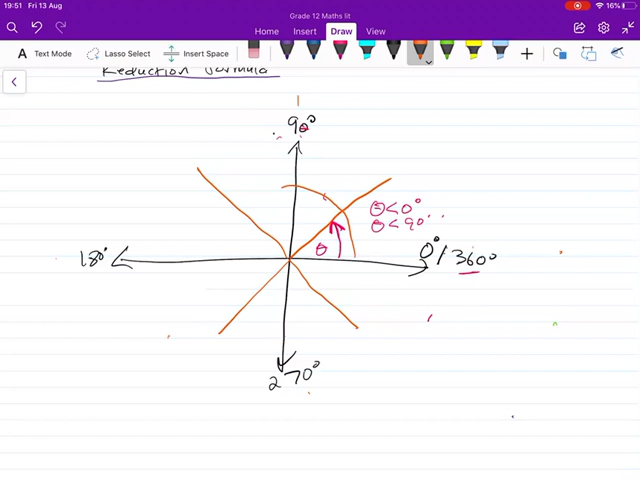 19:51 Fri 13 Aug
16%
Grade 12 Maths lit
Home Insert Draw View
Text Mode Lasso Select Insert Space
Reduction formula
90°
θ<0°
θ<90°
θ
180° 0°/360°
270°